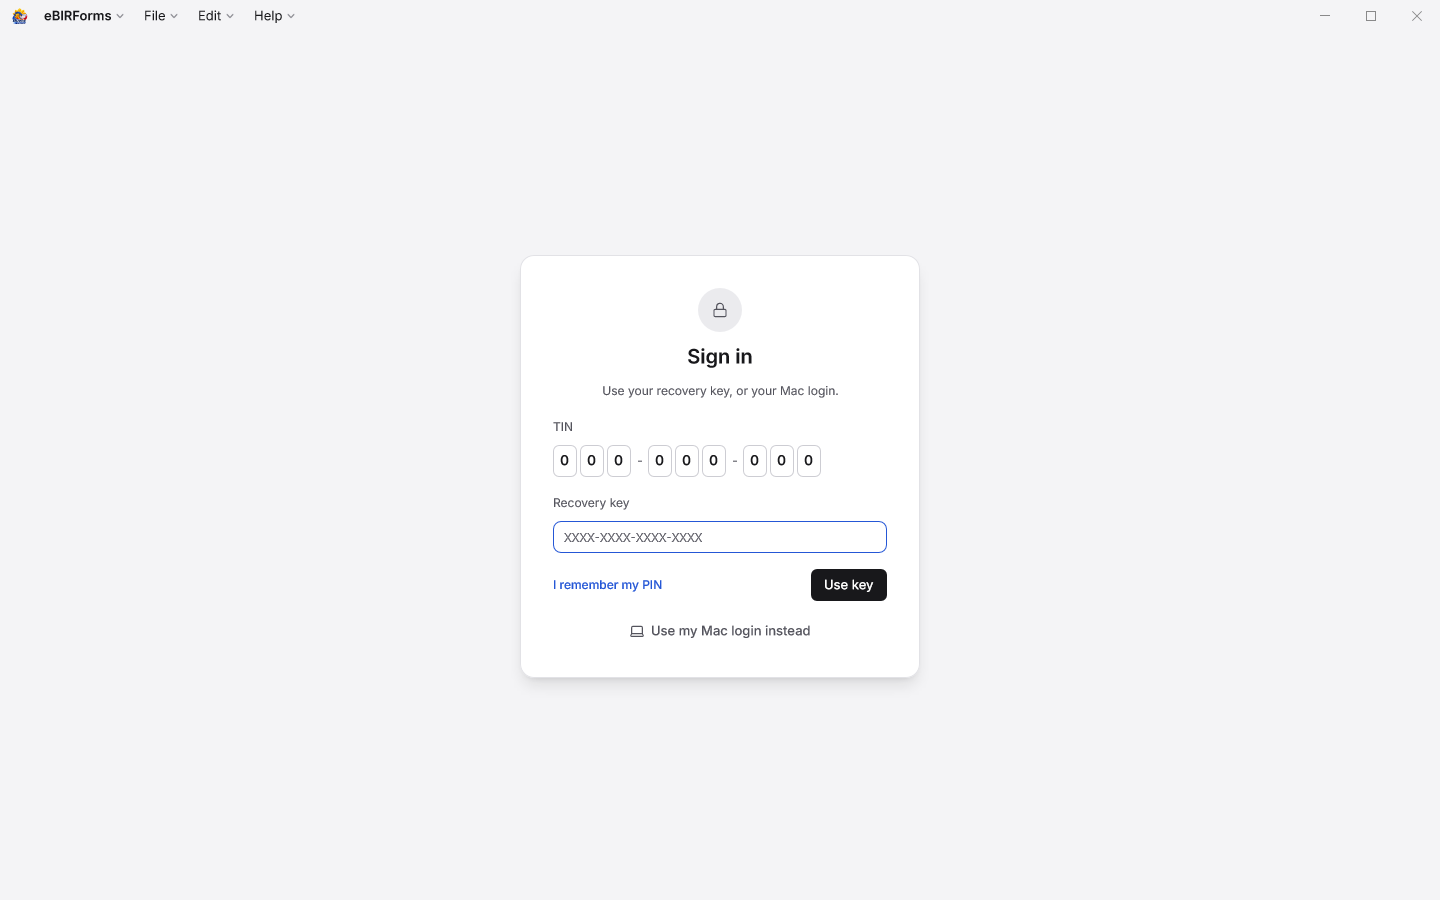 eBIRForms File Edit Help
Sign in
Use your recovery key, or your Mac login.
TIN
0 0 0 - 0 0 0 - 0 0 0
Recovery key
XXXX-XXXX-XXXX-XXXX
I remember my PIN Use key
Use my Mac login instead